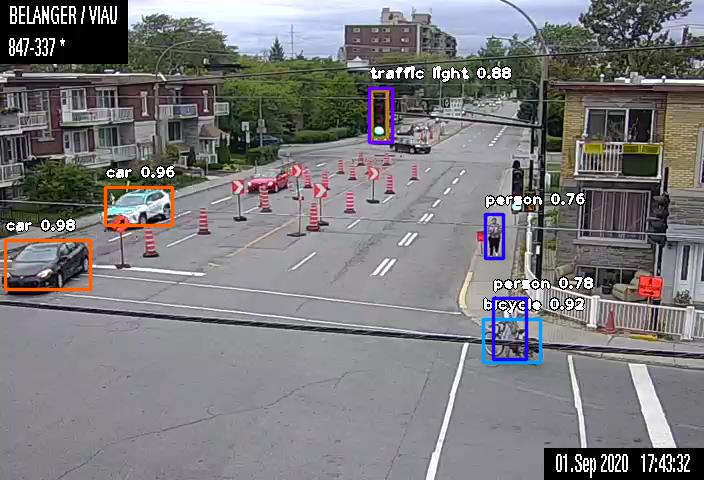 BELANGER / VIAU
847-337 *
traffic light 0.88
car 0.96
person 0.76
car 0.98
person 0.78
bicycle 0.92
01.Sep 2020 17:43:32